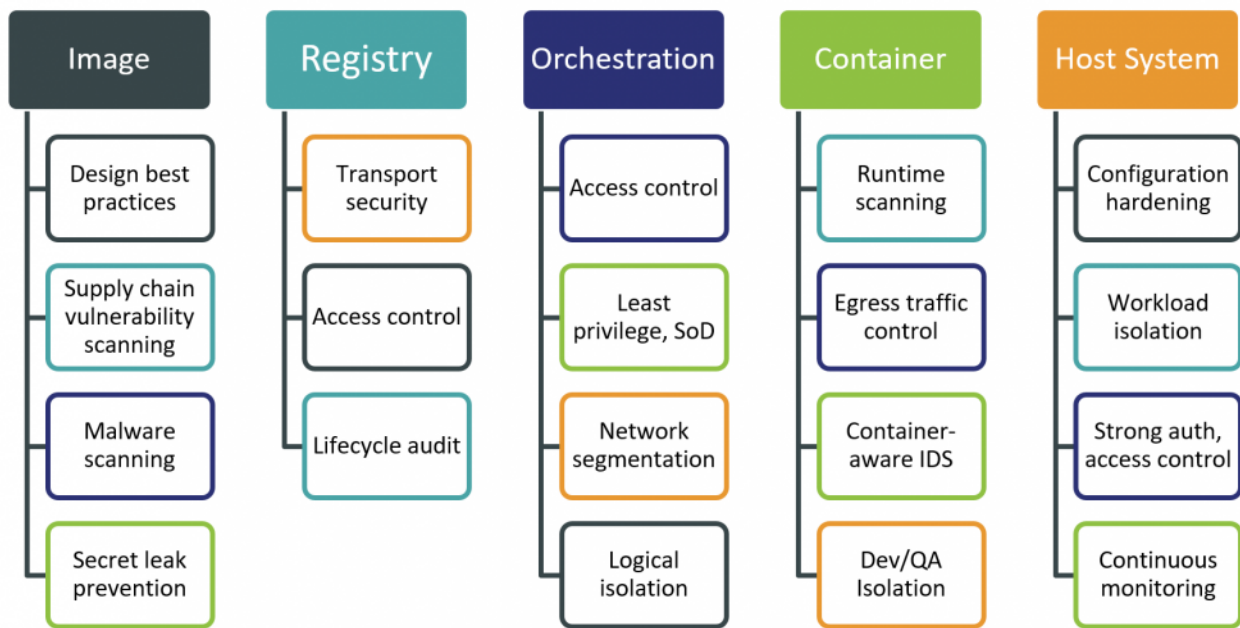 Image
Registry
Orchestration
Container
Host System
Design best
practices
Supply chain
vulnerability
scanning
Malware
scanning
Secret leak
prevention
Transport
security
Access control
Lifecycle audit
Access control
Least
privilege, SoD
Network
segmentation
Logical
isolation
Runtime
scanning
Egress traffic
control
Container-
aware IDS
Dev/QA
Isolation
Configuration
hardening
Workload
isolation
Strong auth,
access control
Continuous
monitoring